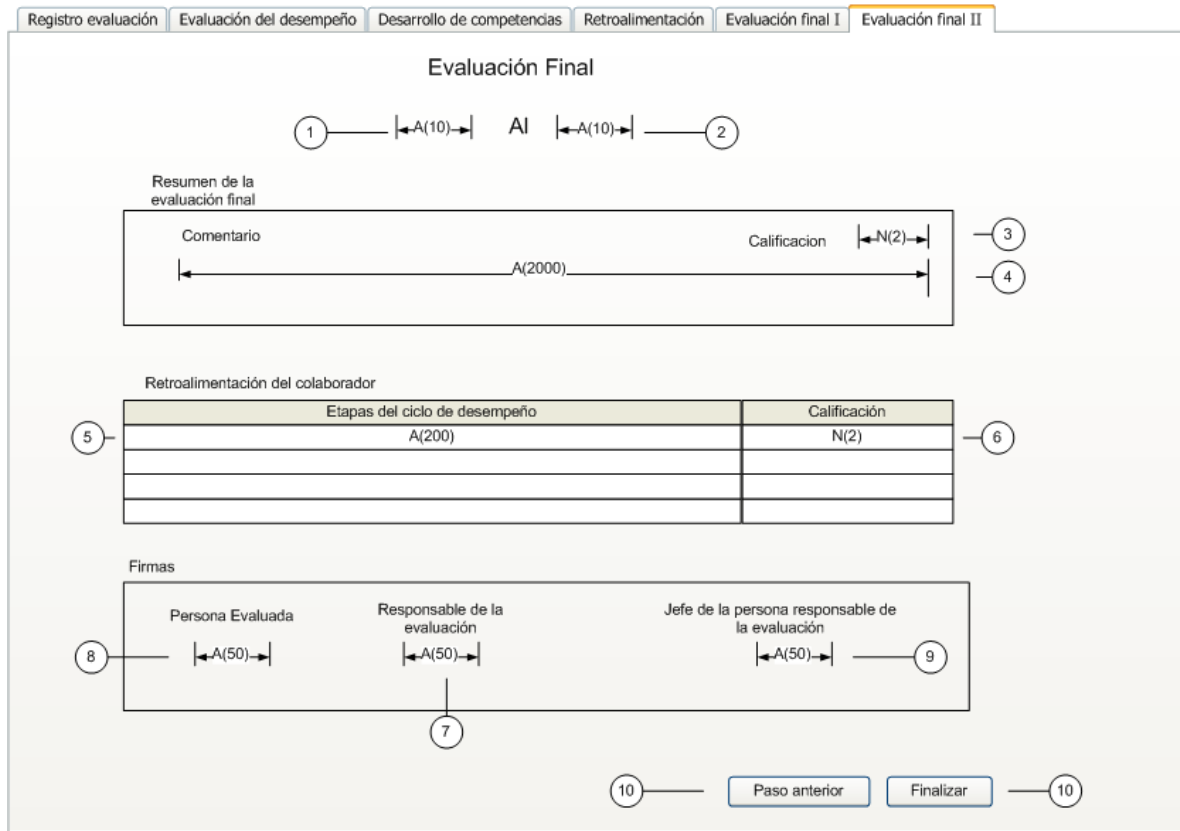 Registro evaluación Evaluación del desempeño Desarrollo de competencias Retroalimentación Evaluación final I Evaluación final II
Evaluación Final
1 A(10) Al A(10) 2
Resumen de la
evaluación final
Comentario Calificacion N(2) 3
A(2000) 4
Retroalimentación del colaborador
Etapas del ciclo de desempeño Calificación
5 A(200) N(2) 6
Firmas
Persona Evaluada
Responsable de la
evaluación
Jefe de la persona responsable de
la evaluación
8 A(50) A(50) A(50) 9
7
10 Paso anterior Finalizar 10